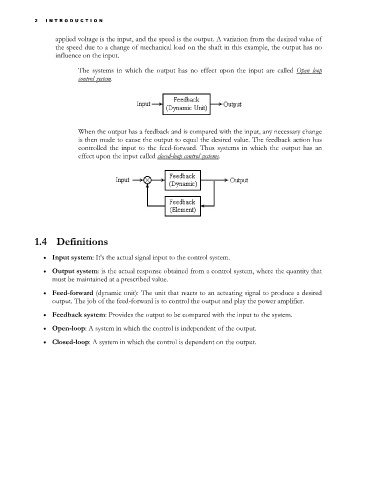 2 INTRODUCTION
applied voltage is the input, and the speed is the output. A variation from the desired value of
the speed due to a change of mechanical load on the shaft in this example, the output has no
influence on the input.
The systems in which the output has no effect upon the input are called Open loop
control system.
Input
Feedback
(Dynamic Unit)
Output
When the output has a feedback and is compared with the input, any necessary change
is then made to cause the output to equal the desired value. The feedback action has
controlled the input to the feed-forward. Thus systems in which the output has an
effect upon the input called closed-loop control systems.
Input
Feedback
(Dynamic)
Output
Feedback
(Element)
1.4 Definitions
• Input system: It's the actual signal input to the control system.
• Output system: is the actual response obtained from a control system, where the quantity that
must be maintained at a prescribed value.
• Feed-forward (dynamic unit): The unit that reacts to an actuating signal to produce a desired
output. The job of the feed-forward is to control the output and play the power amplifier.
• Feedback system: Provides the output to be compared with the input to the system.
• Open-loop: A system in which the control is independent of the output.
• Closed-loop: A system in which the control is dependent on the output.